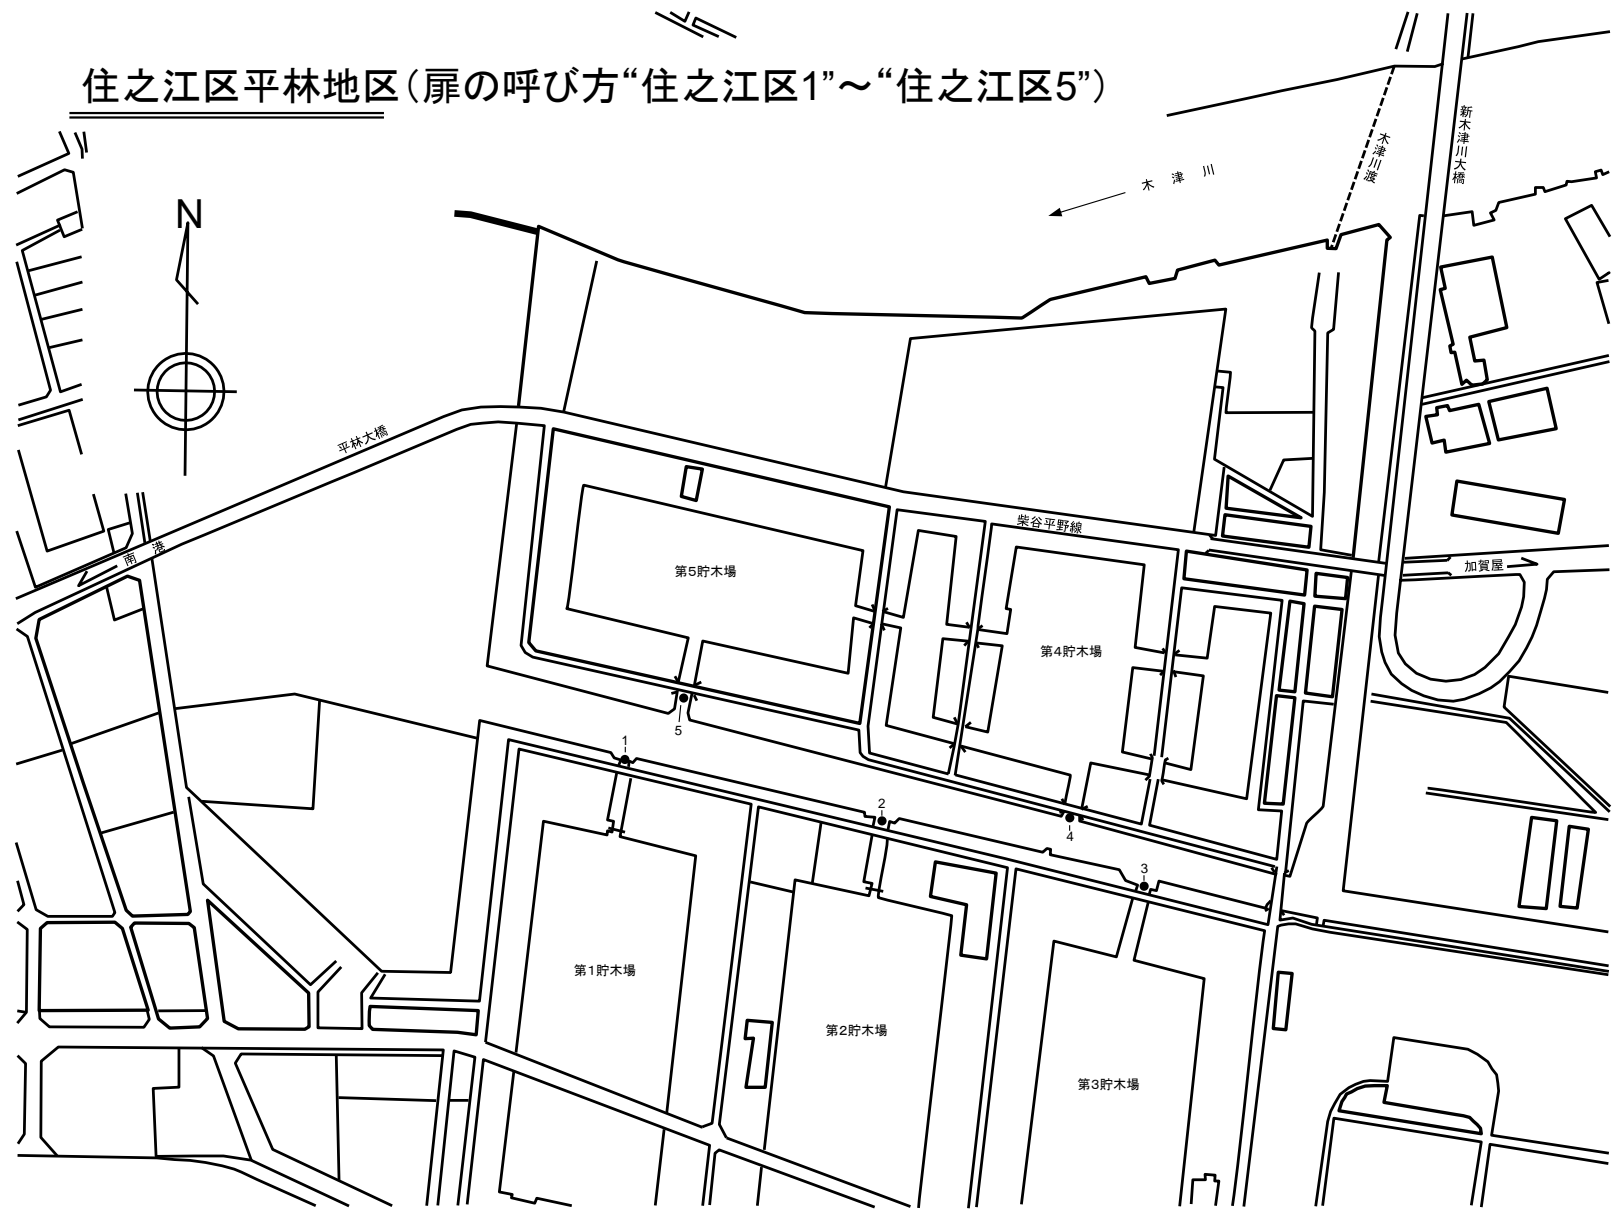 住之江区平林地区（扉の呼び方“住之江区1”～“住之江区5”）
新木津川大橋
木津川渡
木津川
N
平林大橋
柴谷平野線
南港
加賀屋
第5貯木場
第4貯木場
5
1
2
4
3
第1貯木場
第2貯木場
第3貯木場